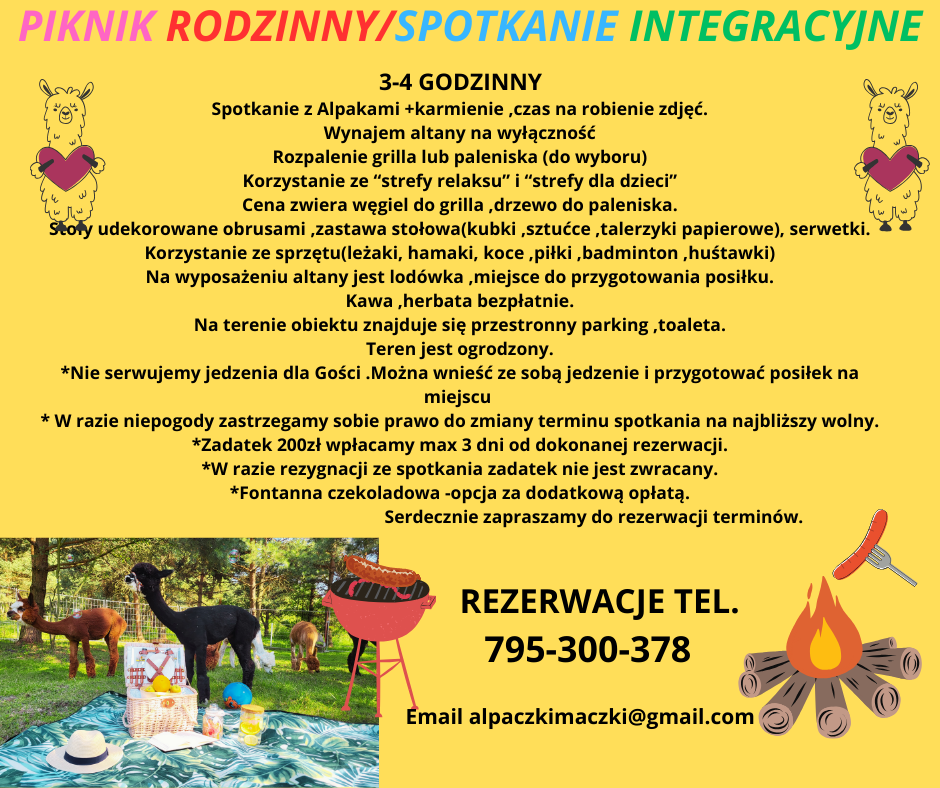 PIKNIK RODZINNY/SPOTKANIE INTEGRACYJNE
3-4 GODZINNY
Spotkanie z Alpakami +karmienie ,czas na robienie zdjęć.
Wynajem altany na wyłączność
Rozpalenie grilla lub paleniska (do wyboru)
Korzystanie ze “strefy relaksu” i “strefy dla dzieci”
Cena zwiera węgiel do grilla ,drzewo do paleniska.
Stoły udekorowane obrusami ,zastawa stołowa(kubki ,sztućce ,talerzyki papierowe), serwetki.
Korzystanie ze sprzętu(leżaki, hamaki, koce ,piłki ,badminton ,huśtawki)
Na wyposażeniu altany jest lodówka ,miejsce do przygotowania posiłku.
Kawa ,herbata bezpłatnie.
Na terenie obiektu znajduje się przestronny parking ,toaleta.
Teren jest ogrodzony.
*Nie serwujemy jedzenia dla Gości .Można wnieść ze sobą jedzenie i przygotować posiłek na
miejscu
* W razie niepogody zastrzegamy sobie prawo do zmiany terminu spotkania na najbliższy wolny.
*Zadatek 200zł wpłacamy max 3 dni od dokonanej rezerwacji.
*W razie rezygnacji ze spotkania zadatek nie jest zwracany.
*Fontanna czekoladowa -opcja za dodatkową opłatą.
Serdecznie zapraszamy do rezerwacji terminów.
REZERWACJE TEL.
795-300-378
Email alpaczkimaczki@gmail.com